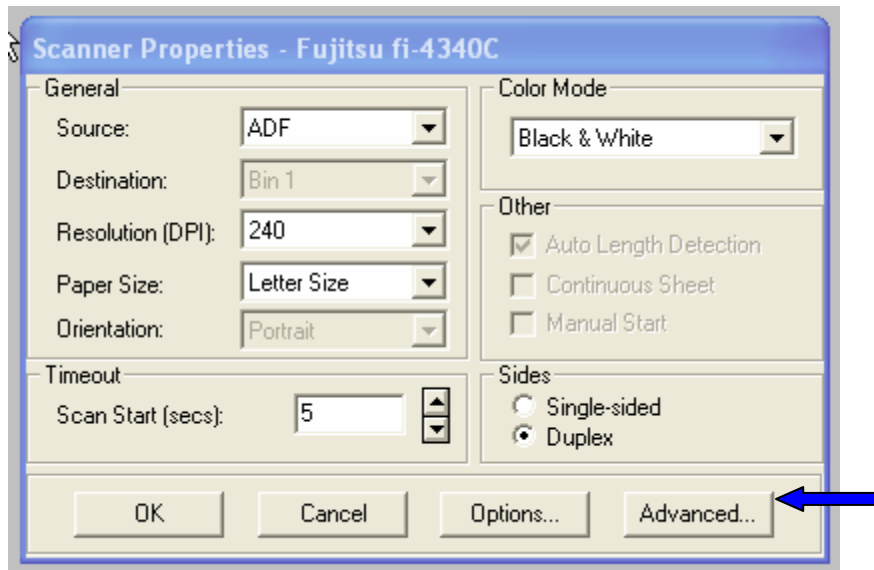 Scanner Properties - Fujitsu fi-4340C
General
Source: ADF
Destination: Bin 1
Resolution (DPI): 240
Paper Size: Letter Size
Orientation: Portrait
Color Mode
Black & White
Other
Auto Length Detection
Continuous Sheet
Manual Start
Timeout
Scan Start (secs): 5
Sides
Single-sided
Duplex
OK Cancel Options... Advanced...